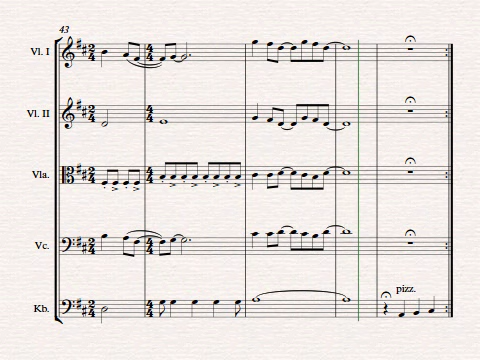 43
Vl. I
Vl. II
Vla.
Vc.
pizz.
Kb.